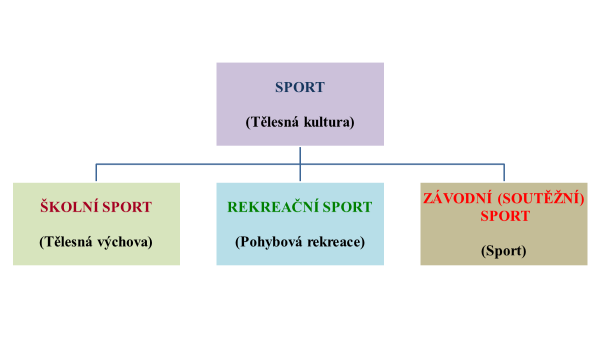 SPORT
(Tělesná kultura)
ŠKOLNÍ SPORT
(Tělesná výchova)
REKREAČNÍ SPORT
(Pohybová rekreace)
ZÁVODNÍ (SOUTĚŽNÍ)
SPORT
(Sport)